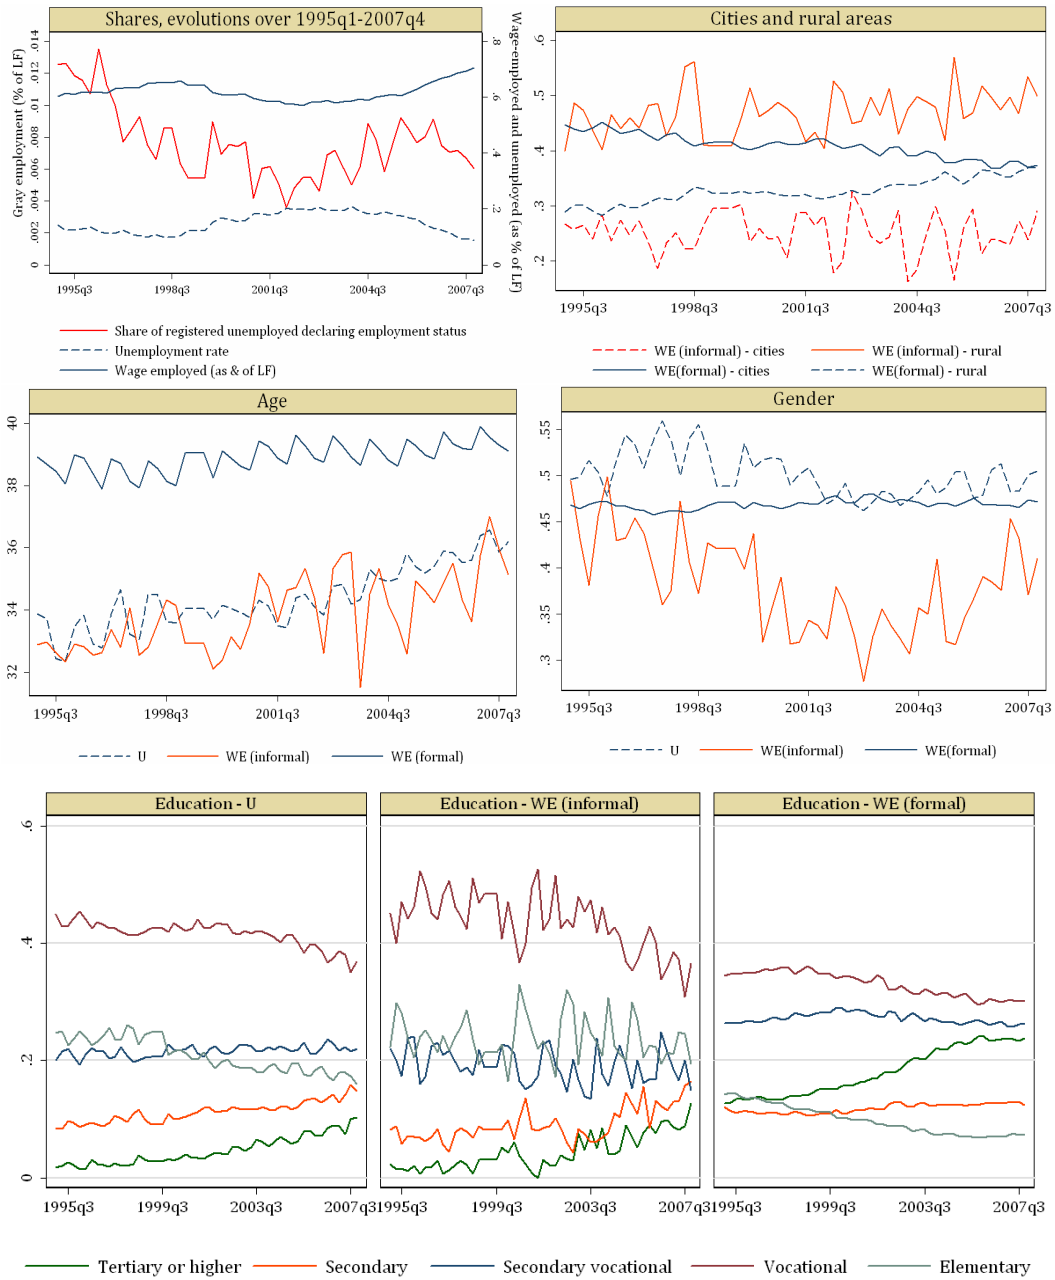 Shares, evolutions over 1995q1-2007q4
Gray employment (% of LF)
0 .002 .004 .006 .008 .01 .012 .014
0 .2 .4 .6 .8
Wage-employed and unemployed (as % of LF)
1995q3 1998q3 2001q3 2004q3 2007q3
Share of registered unemployed declaring employment status
Unemployment rate
Wage employed (as & of LF)
Cities and rural areas
.2 .3 .4 .5 .6
1995q3 1998q3 2001q3 2004q3 2007q3
WE (informal) - cities WE (informal) - rural
WE(formal) - cities WE(formal) - rural
Age
32 34 36 38 40
1995q3 1998q3 2001q3 2004q3 2007q3
U WE (informal) WE (formal)
Gender
.3 .35 .4 .45 .5 .55
1995q3 1998q3 2001q3 2004q3 2007q3
U WE(informal) WE(formal)
Education - U Education - WE (informal) Education - WE (formal)
0 .2 .4 .6
1995q3 1999q3 2003q3 2007q3 1995q3 1999q3 2003q3 2007q3 1995q3 1999q3 2003q3 2007q3
Tertiary or higher Secondary Secondary vocational Vocational Elementary